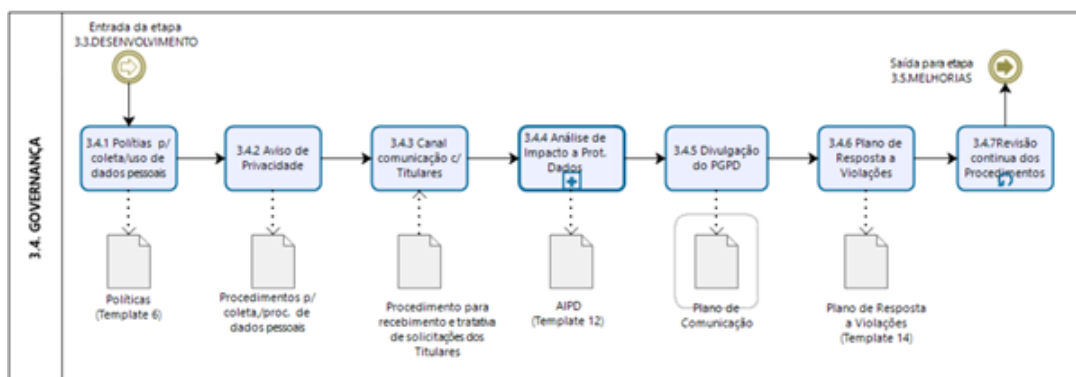 Entrada da etapa
3.3.DESENVOLVIMENTO
Saída para etapa
3.5.MELHORIAS
3.4. GOVERNANÇA
3.4.1 Polítias p/
coleta/uso de
dados pessoais
3.4.2 Aviso de
Privacidade
3.4.3 Canal
comunicação c/
Titulares
3.4.4 Análise de
Impacto a Prot.
Dados
3.4.5 Divulgação
do PGPD
3.4.6 Plano de
Resposta a
Violações
3.4.7Revisão
continua dos
Procedimentos
Políticas
(Template 6)
Procedimentos p/
coleta,/proc. de
dados pessoais
Procedimento para
recebimento e tratativa
de solicitações dos
Titulares
AIPD
(Template 12)
Plano de
Comunicação
Plano de Resposta
a Violações
(Template 14)